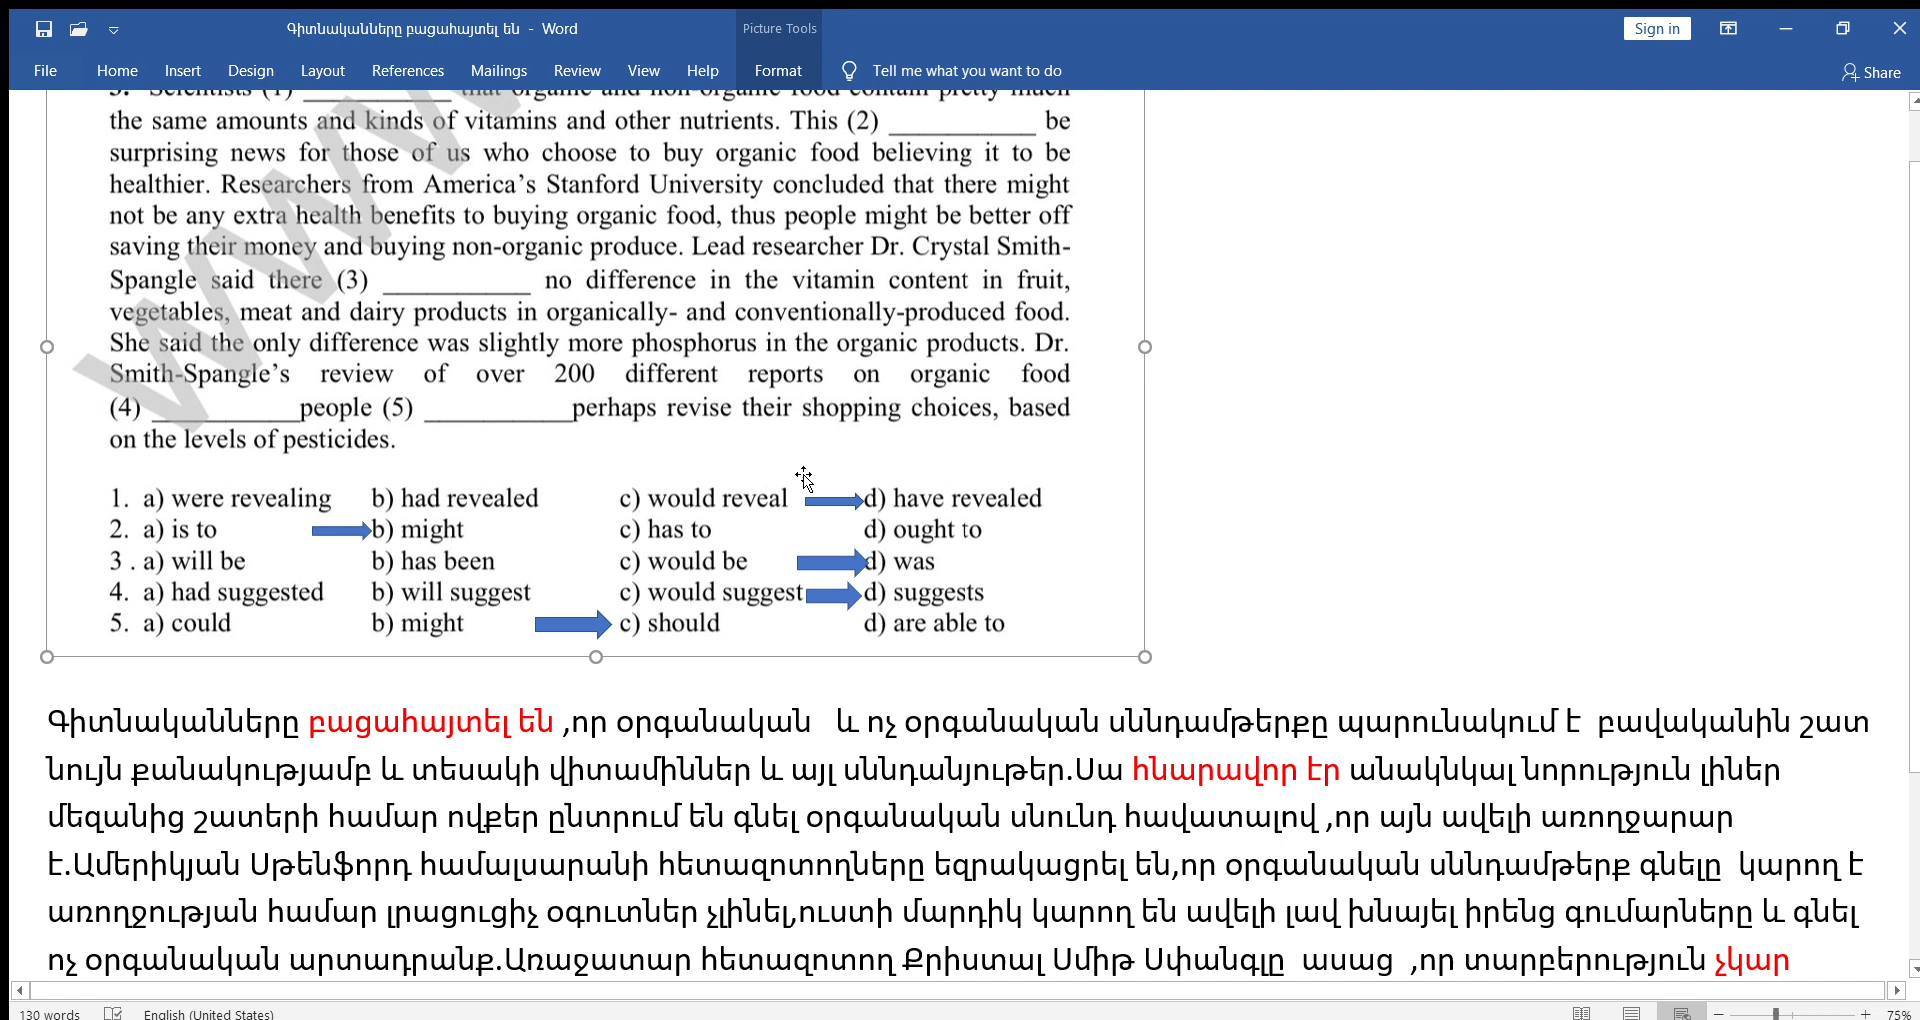 Գիտնականները բացահայտել են - Word
Picture Tools
Sign in
File Home Insert Design Layout References Mailings Review View Help Format Tell me what you want to do
Share
3. Scientists (1) ___________ that organic and non-organic food contain pretty much
the same amounts and kinds of vitamins and other nutrients. This (2) ___________ be
surprising news for those of us who choose to buy organic food believing it to be
healthier. Researchers from America’s Stanford University concluded that there might
not be any extra health benefits to buying organic food, thus people might be better off
saving their money and buying non-organic produce. Lead researcher Dr. Crystal Smith-
Spangle said there (3) ___________ no difference in the vitamin content in fruit,
vegetables, meat and dairy products in organically- and conventionally-produced food.
She said the only difference was slightly more phosphorus in the organic products. Dr.
Smith-Spangle’s review of over 200 different reports on organic food
(4) ___________people (5) ___________perhaps revise their shopping choices, based
on the levels of pesticides.
1. a) were revealing b) had revealed c) would reveal d) have revealed
2. a) is to b) might c) has to d) ought to
3 . a) will be b) has been c) would be d) was
4. a) had suggested b) will suggest c) would suggest d) suggests
5. a) could b) might c) should d) are able to
Գիտնականները բացահայտել են ,որ օրգանական և ոչ օրգանական սննդամթերքը պարունակում է բավականին շատ
նույն քանակությամբ և տեսակի վիտամիններ և այլ սննդանյութեր.Սա հնարավոր էր անակնկալ նորություն լիներ
մեզանից շատերի համար ովքեր ընտրում են գնել օրգանական սնունդ հավատալով ,որ այն ավելի առողջարար
է.Ամերիկյան Սթենֆորդ համալսարանի հետազոտողները եզրակացրել են,որ օրգանական սննդամթերք գնելը կարող է
առողջության համար լրացուցիչ օգուտներ չլինել,ուստի մարդիկ կարող են ավելի լավ խնայել իրենց գումարները և գնել
ոչ օրգանական արտադրանք.Առաջատար հետազոտող Քրիստալ Սմիթ Սփանգլը ասաց ,որ տարբերություն չկար
130 words English (United States) 75%